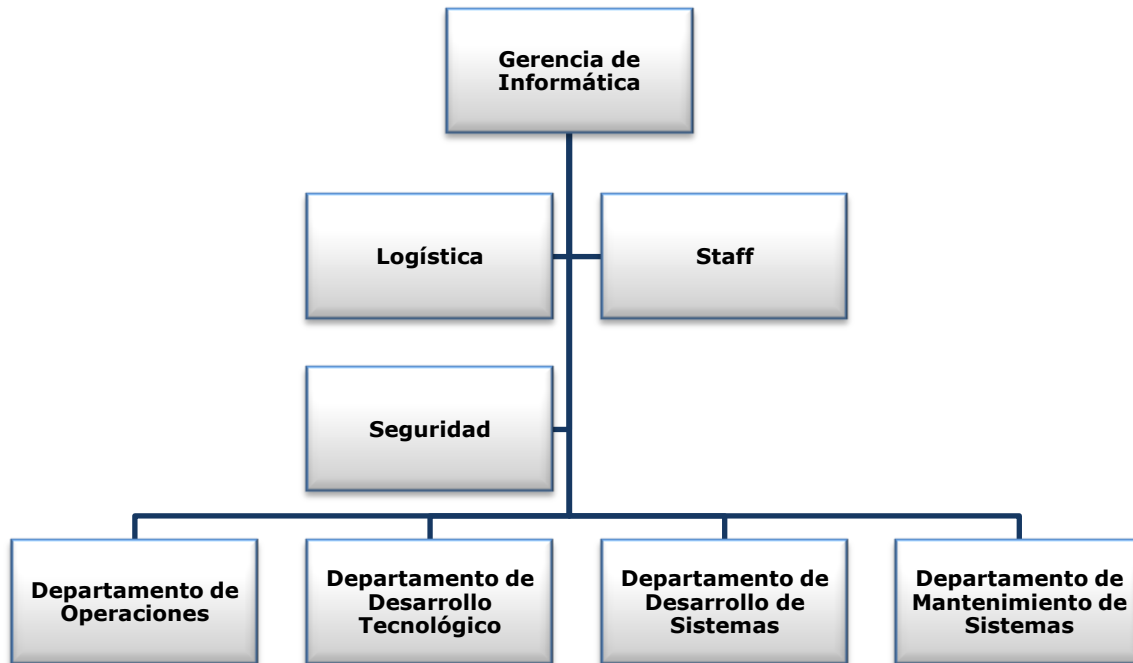 Gerencia de
Informática
Logística
Staff
Seguridad
Departamento de
Operaciones
Departamento de
Desarrollo
Tecnológico
Departamento de
Desarrollo de
Sistemas
Departamento de
Mantenimiento de
Sistemas